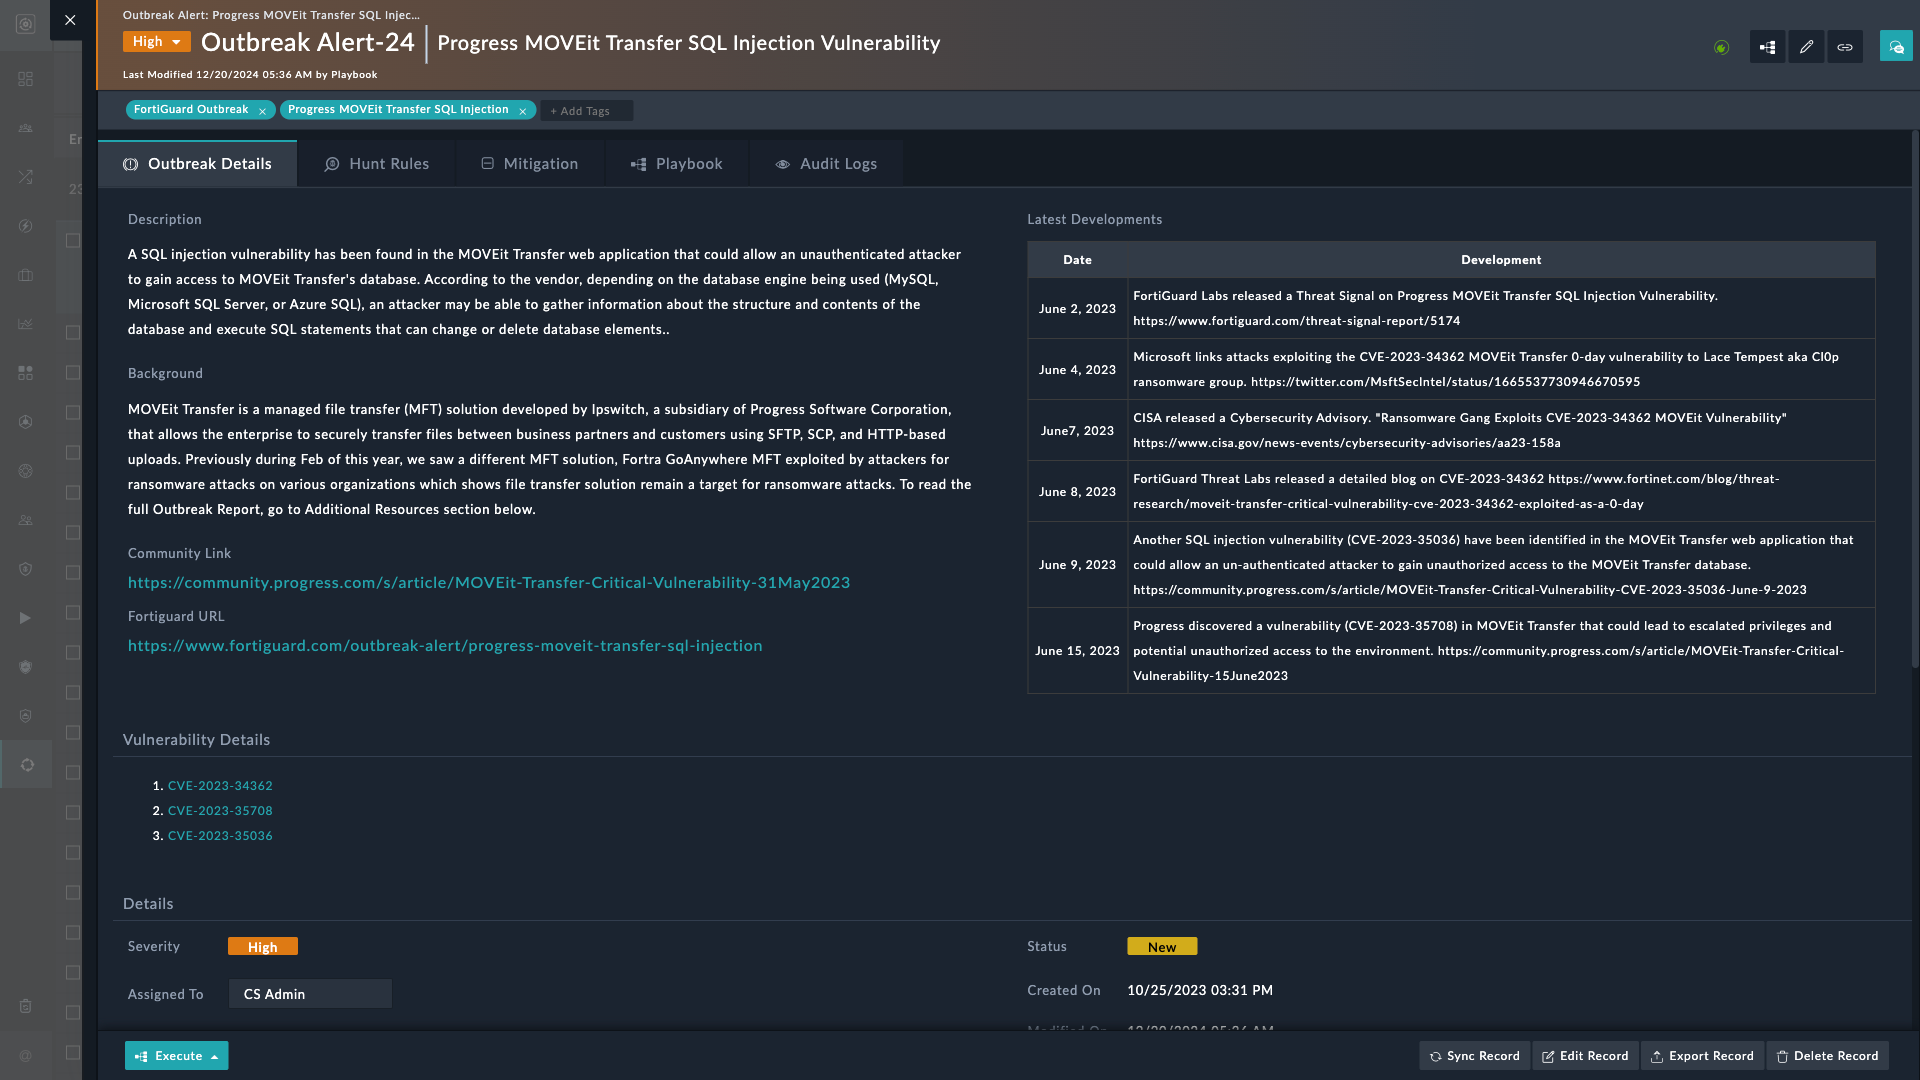 Outbreak Alert: Progress MOVEit Transfer SQL Injec...
High
Outbreak Alert-24
Progress MOVEit Transfer SQL Injection Vulnerability
Last Modified 12/20/2024 05:36 AM by Playbook
FortiGuard Outbreak
Progress MOVEit Transfer SQL Injection
+ Add Tags
Outbreak Details
Hunt Rules
Mitigation
Playbook
Audit Logs
Description
A SQL injection vulnerability has been found in the MOVEit Transfer web application that could allow an unauthenticated attacker
to gain access to MOVEit Transfer's database. According to the vendor, depending on the database engine being used (MySQL,
Microsoft SQL Server, or Azure SQL), an attacker may be able to gather information about the structure and contents of the
database and execute SQL statements that can change or delete database elements..
Background
MOVEit Transfer is a managed file transfer (MFT) solution developed by Ipswitch, a subsidiary of Progress Software Corporation,
that allows the enterprise to securely transfer files between business partners and customers using SFTP, SCP, and HTTP-based
uploads. Previously during Feb of this year, we saw a different MFT solution, Fortra GoAnywhere MFT exploited by attackers for
ransomware attacks on various organizations which shows file transfer solution remain a target for ransomware attacks. To read the
full Outbreak Report, go to Additional Resources section below.
Community Link
https://community.progress.com/s/article/MOVEit-Transfer-Critical-Vulnerability-31May2023
Fortiguard URL
https://www.fortiguard.com/outbreak-alert/progress-moveit-transfer-sql-injection
Latest Developments
Date
Development
June 2, 2023
FortiGuard Labs released a Threat Signal on Progress MOVEit Transfer SQL Injection Vulnerability.
https://www.fortiguard.com/threat-signal-report/5174
June 4, 2023
Microsoft links attacks exploiting the CVE-2023-34362 MOVEit Transfer 0-day vulnerability to Lace Tempest aka Cl0p
ransomware group. https://twitter.com/MsftSecIntel/status/1665537730946670595
June7, 2023
CISA released a Cybersecurity Advisory. "Ransomware Gang Exploits CVE-2023-34362 MOVEit Vulnerability"
https://www.cisa.gov/news-events/cybersecurity-advisories/aa23-158a
June 8, 2023
FortiGuard Threat Labs released a detailed blog on CVE-2023-34362 https://www.fortinet.com/blog/threat-
research/moveit-transfer-critical-vulnerability-cve-2023-34362-exploited-as-a-0-day
June 9, 2023
Another SQL injection vulnerability (CVE-2023-35036) have been identified in the MOVEit Transfer web application that
could allow an un-authenticated attacker to gain unauthorized access to the MOVEit Transfer database.
https://community.progress.com/s/article/MOVEit-Transfer-Critical-Vulnerability-CVE-2023-35036-June-9-2023
June 15, 2023
Progress discovered a vulnerability (CVE-2023-35708) in MOVEit Transfer that could lead to escalated privileges and
potential unauthorized access to the environment. https://community.progress.com/s/article/MOVEit-Transfer-Critical-
Vulnerability-15June2023
Vulnerability Details
1. CVE-2023-34362
2. CVE-2023-35708
3. CVE-2023-35036
Details
Severity
High
Status
New
Assigned To
CS Admin
Created On
10/25/2023 03:31 PM
Modified On
12/20/2024 05:36 AM
Execute
Sync Record
Edit Record
Export Record
Delete Record